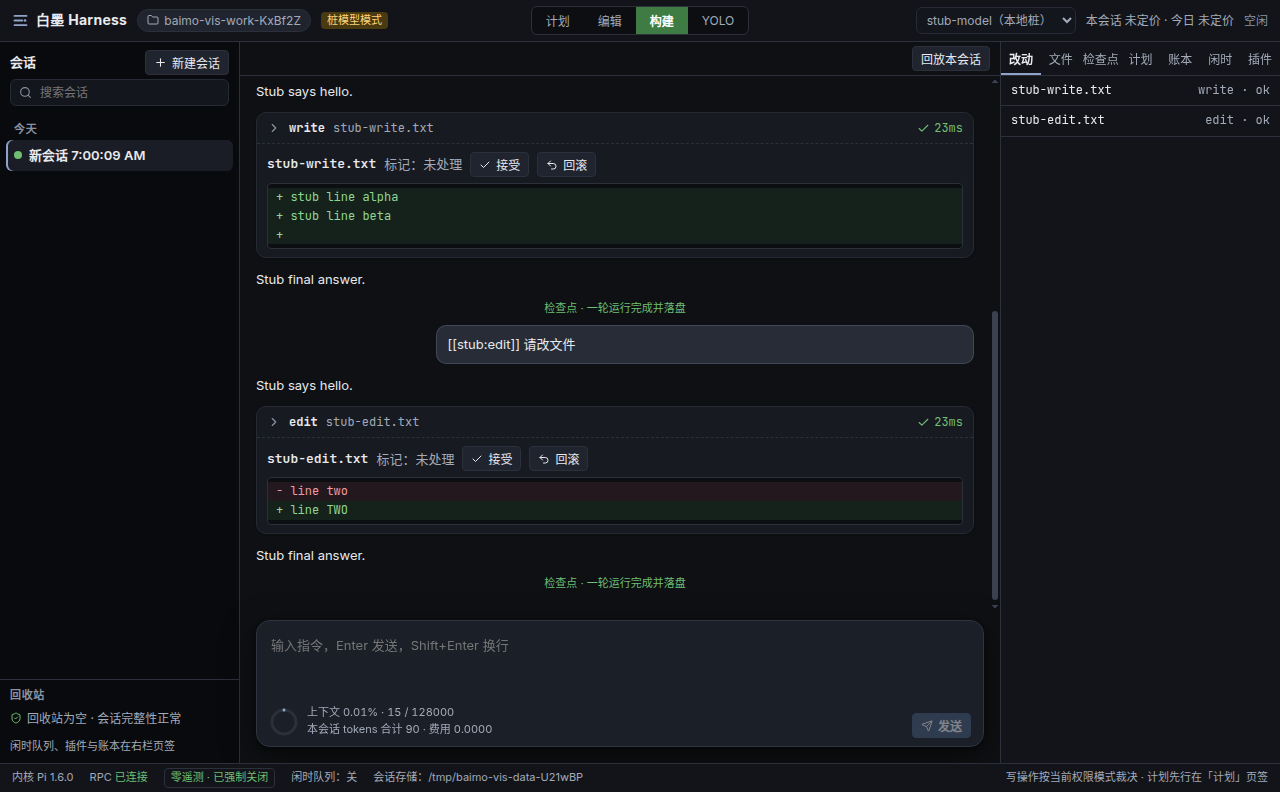 白墨 Harness
baimo-vis-work-KxBf2Z
桩模型模式
计划 编辑 构建 YOLO
stub-model（本地桩）
本会话 未定价 · 今日 未定价 空闲
会话
新建会话
搜索会话
今天
新会话 7:00:09 AM
回收站
回收站为空 · 会话完整性正常
闲时队列、插件与账本在右栏页签
回放本会话
Stub says hello.
write stub-write.txt 23ms
stub-write.txt 标记：未处理 接受 回滚
+ stub line alpha
+ stub line beta
+
Stub final answer.
检查点 · 一轮运行完成并落盘
[[stub:edit]] 请改文件
Stub says hello.
edit stub-edit.txt 23ms
stub-edit.txt 标记：未处理 接受 回滚
- line two
+ line TWO
Stub final answer.
检查点 · 一轮运行完成并落盘
输入指令，Enter 发送，Shift+Enter 换行
上下文 0.01% · 15 / 128000
本会话 tokens 合计 90 · 费用 0.0000
发送
改动 文件 检查点 计划 账本 闲时 插件
stub-write.txt write · ok
stub-edit.txt edit · ok
内核 Pi 1.6.0 RPC 已连接 零遥测 · 已强制关闭 闲时队列：关 会话存储：/tmp/baimo-vis-data-U21wBP
写操作按当前权限模式裁决 · 计划先行在「计划」页签